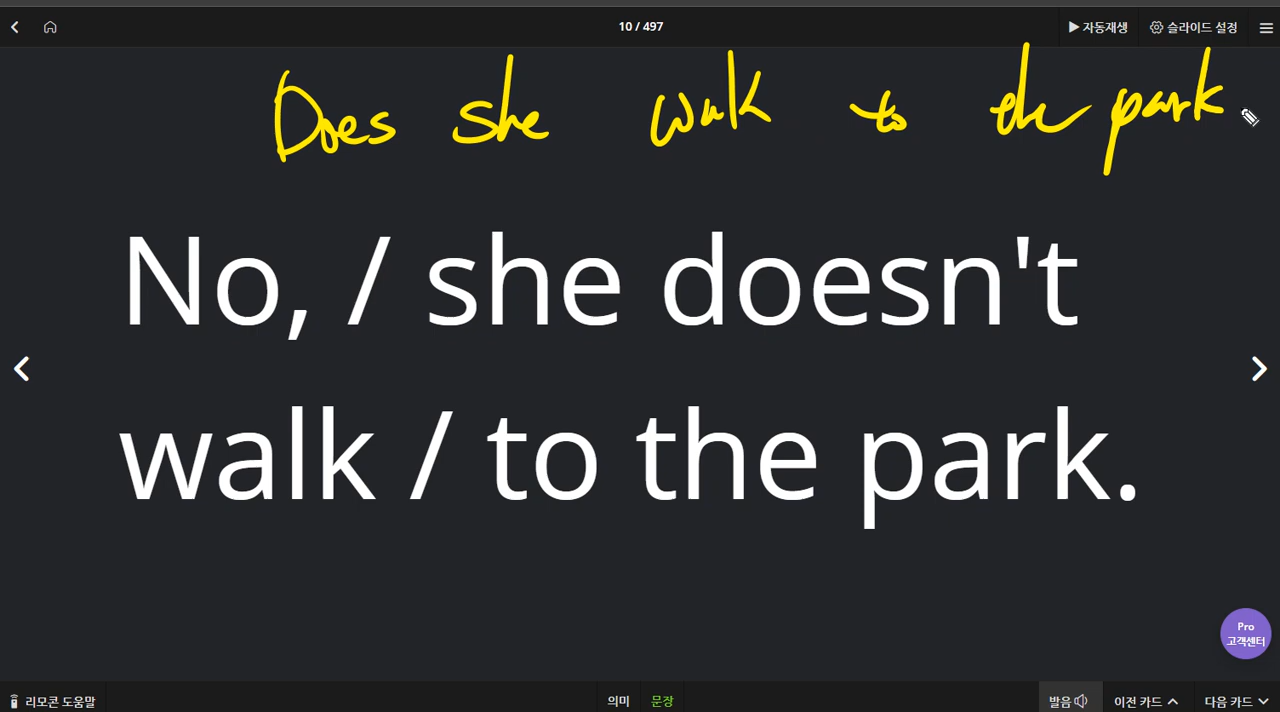 10 / 497
자동재생
슬라이드 설정
Does she walk to the park
No, / she doesn't
walk / to the park.
Pro
고객센터
리모콘 도움말
의미
문장
발음
이전 카드
다음 카드